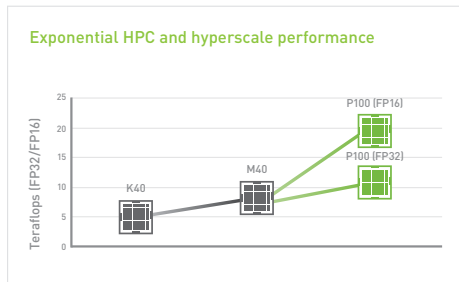 Exponential HPC and hyperscale performance
Teraflops (FP32/FP16)
25
20
15
10
5
0
K40
M40
P100 (FP16)
P100 (FP32)